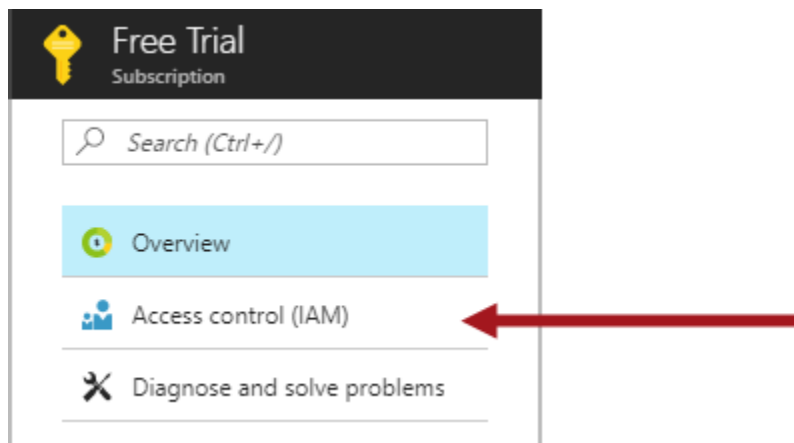 Free Trial
Subscription
Search (Ctrl+/)
Overview
Access control (IAM)
Diagnose and solve problems